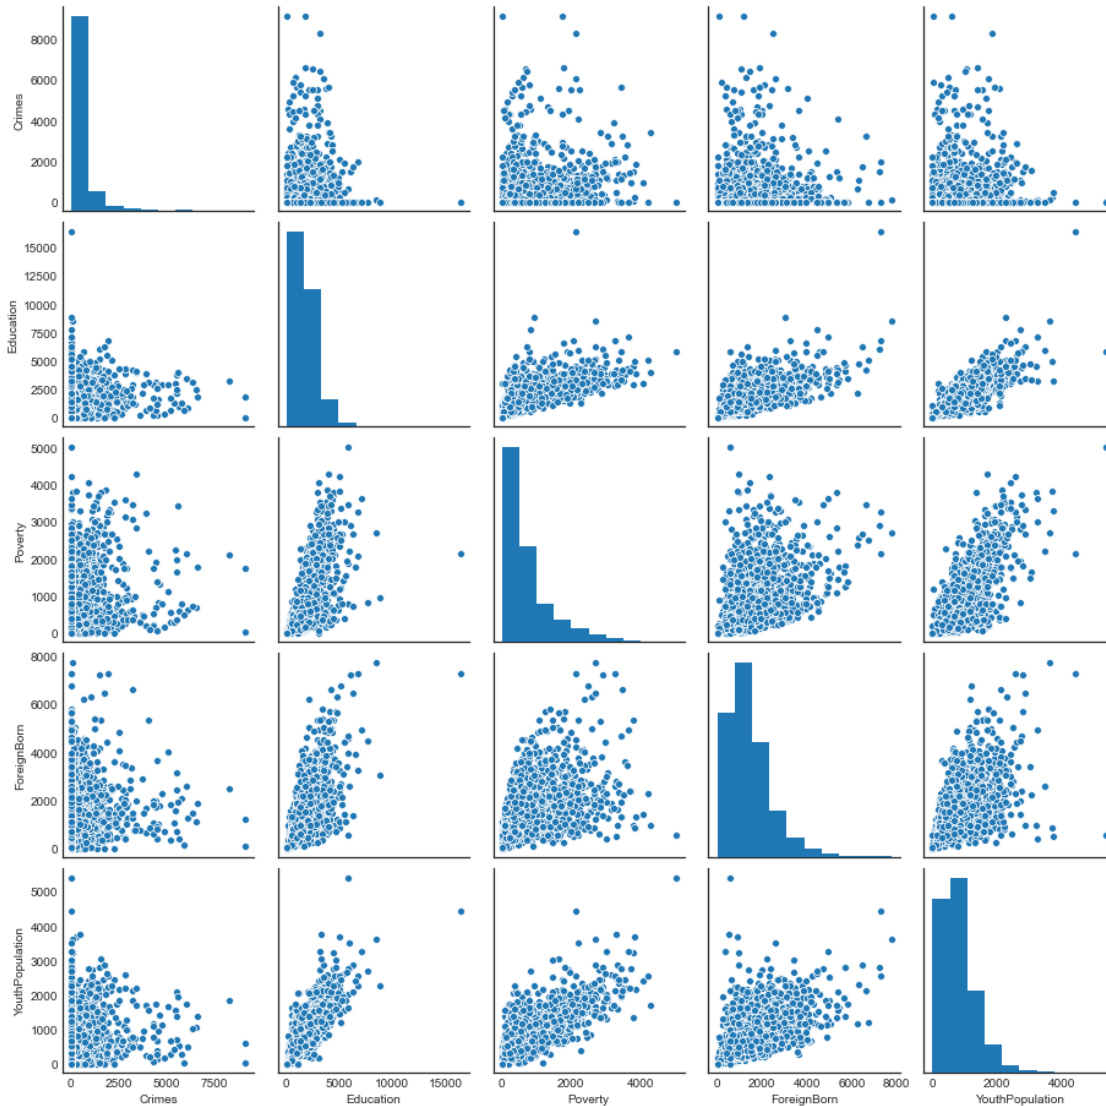 8000
6000
4000
2000
0
Crimes
15000
12500
10000
7500
5000
2500
0
Education
5000
4000
3000
2000
1000
0
Poverty
8000
6000
4000
2000
0
ForeignBorn
5000
4000
3000
2000
1000
0
YouthPopulation
0 2500 5000 7500
0 5000 10000 15000
0 2000 4000
0 2000 4000 6000 8000
0 2000 4000
Crimes Education Poverty ForeignBorn YouthPopulation